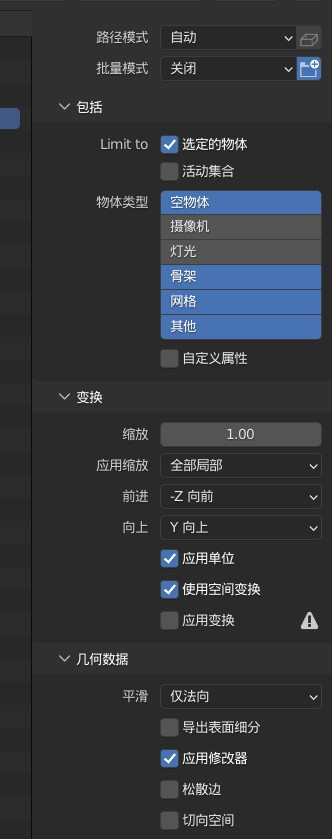 路径模式 自动
批量模式 关闭
包括
Limit to 选定的物体
活动集合
物体类型 空物体
摄像机
灯光
骨架
网格
其他
自定义属性
变换
缩放 1.00
应用缩放 全部局部
前进 -Z 向前
向上 Y 向上
应用单位
使用空间变换
应用变换
几何数据
平滑 仅法向
导出表面细分
应用修改器
松散边
切向空间